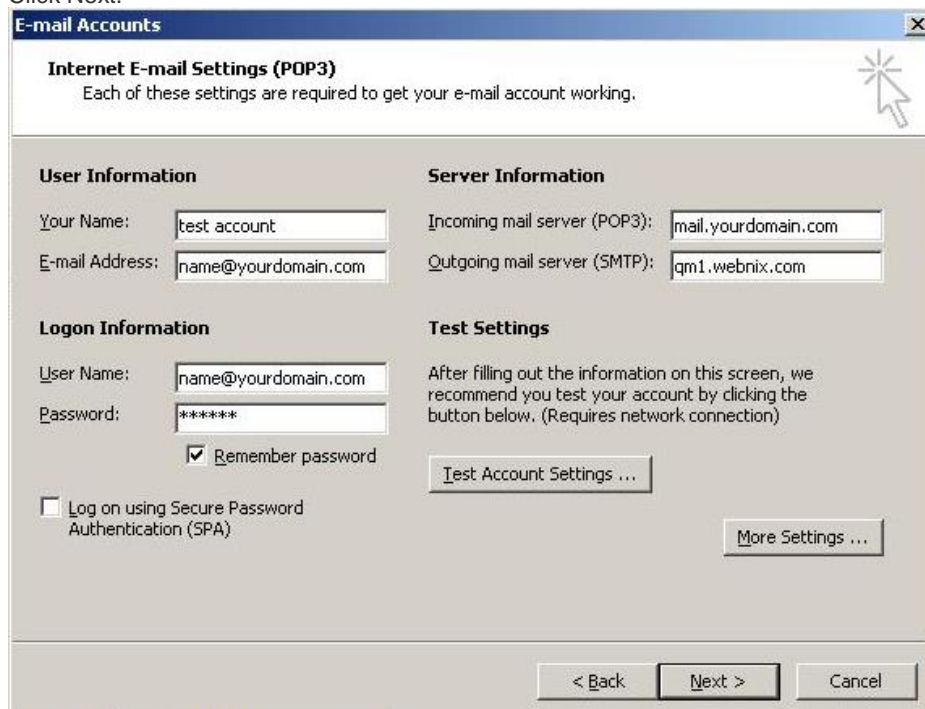 Click Next.
E-mail Accounts
Internet E-mail Settings (POP3)
Each of these settings are required to get your e-mail account working.
User Information
Your Name: test account
E-mail Address: name@yourdomain.com
Server Information
Incoming mail server (POP3): mail.yourdomain.com
Outgoing mail server (SMTP): qm1.webnix.com
Logon Information
User Name: name@yourdomain.com
Password: ******
Remember password
Log on using Secure Password
Authentication (SPA)
Test Settings
After filling out the information on this screen, we
recommend you test your account by clicking the
button below. (Requires network connection)
Test Account Settings ...
More Settings ...
< Back Next > Cancel